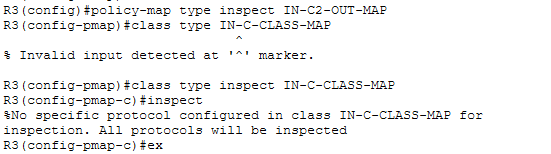 R3(config)#policy-map type inspect IN-C2-OUT-MAP
R3(config-pmap)#class type IN-C-CLASS-MAP
^
% Invalid input detected at '^' marker.
R3(config-pmap)#class type inspect IN-C-CLASS-MAP
R3(config-pmap-c)#inspect
%No specific protocol configured in class IN-C-CLASS-MAP for
inspection. All protocols will be inspected
R3(config-pmap-c)#ex